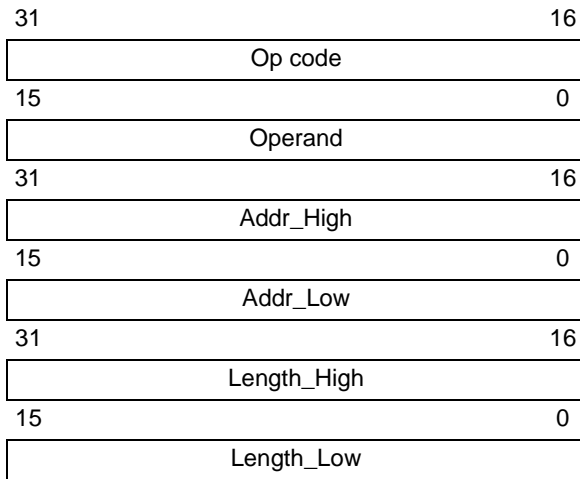 31 16
Op code
15 0
Operand
31 16
Addr_High
15 0
Addr_Low
31 16
Length_High
15 0
Length_Low